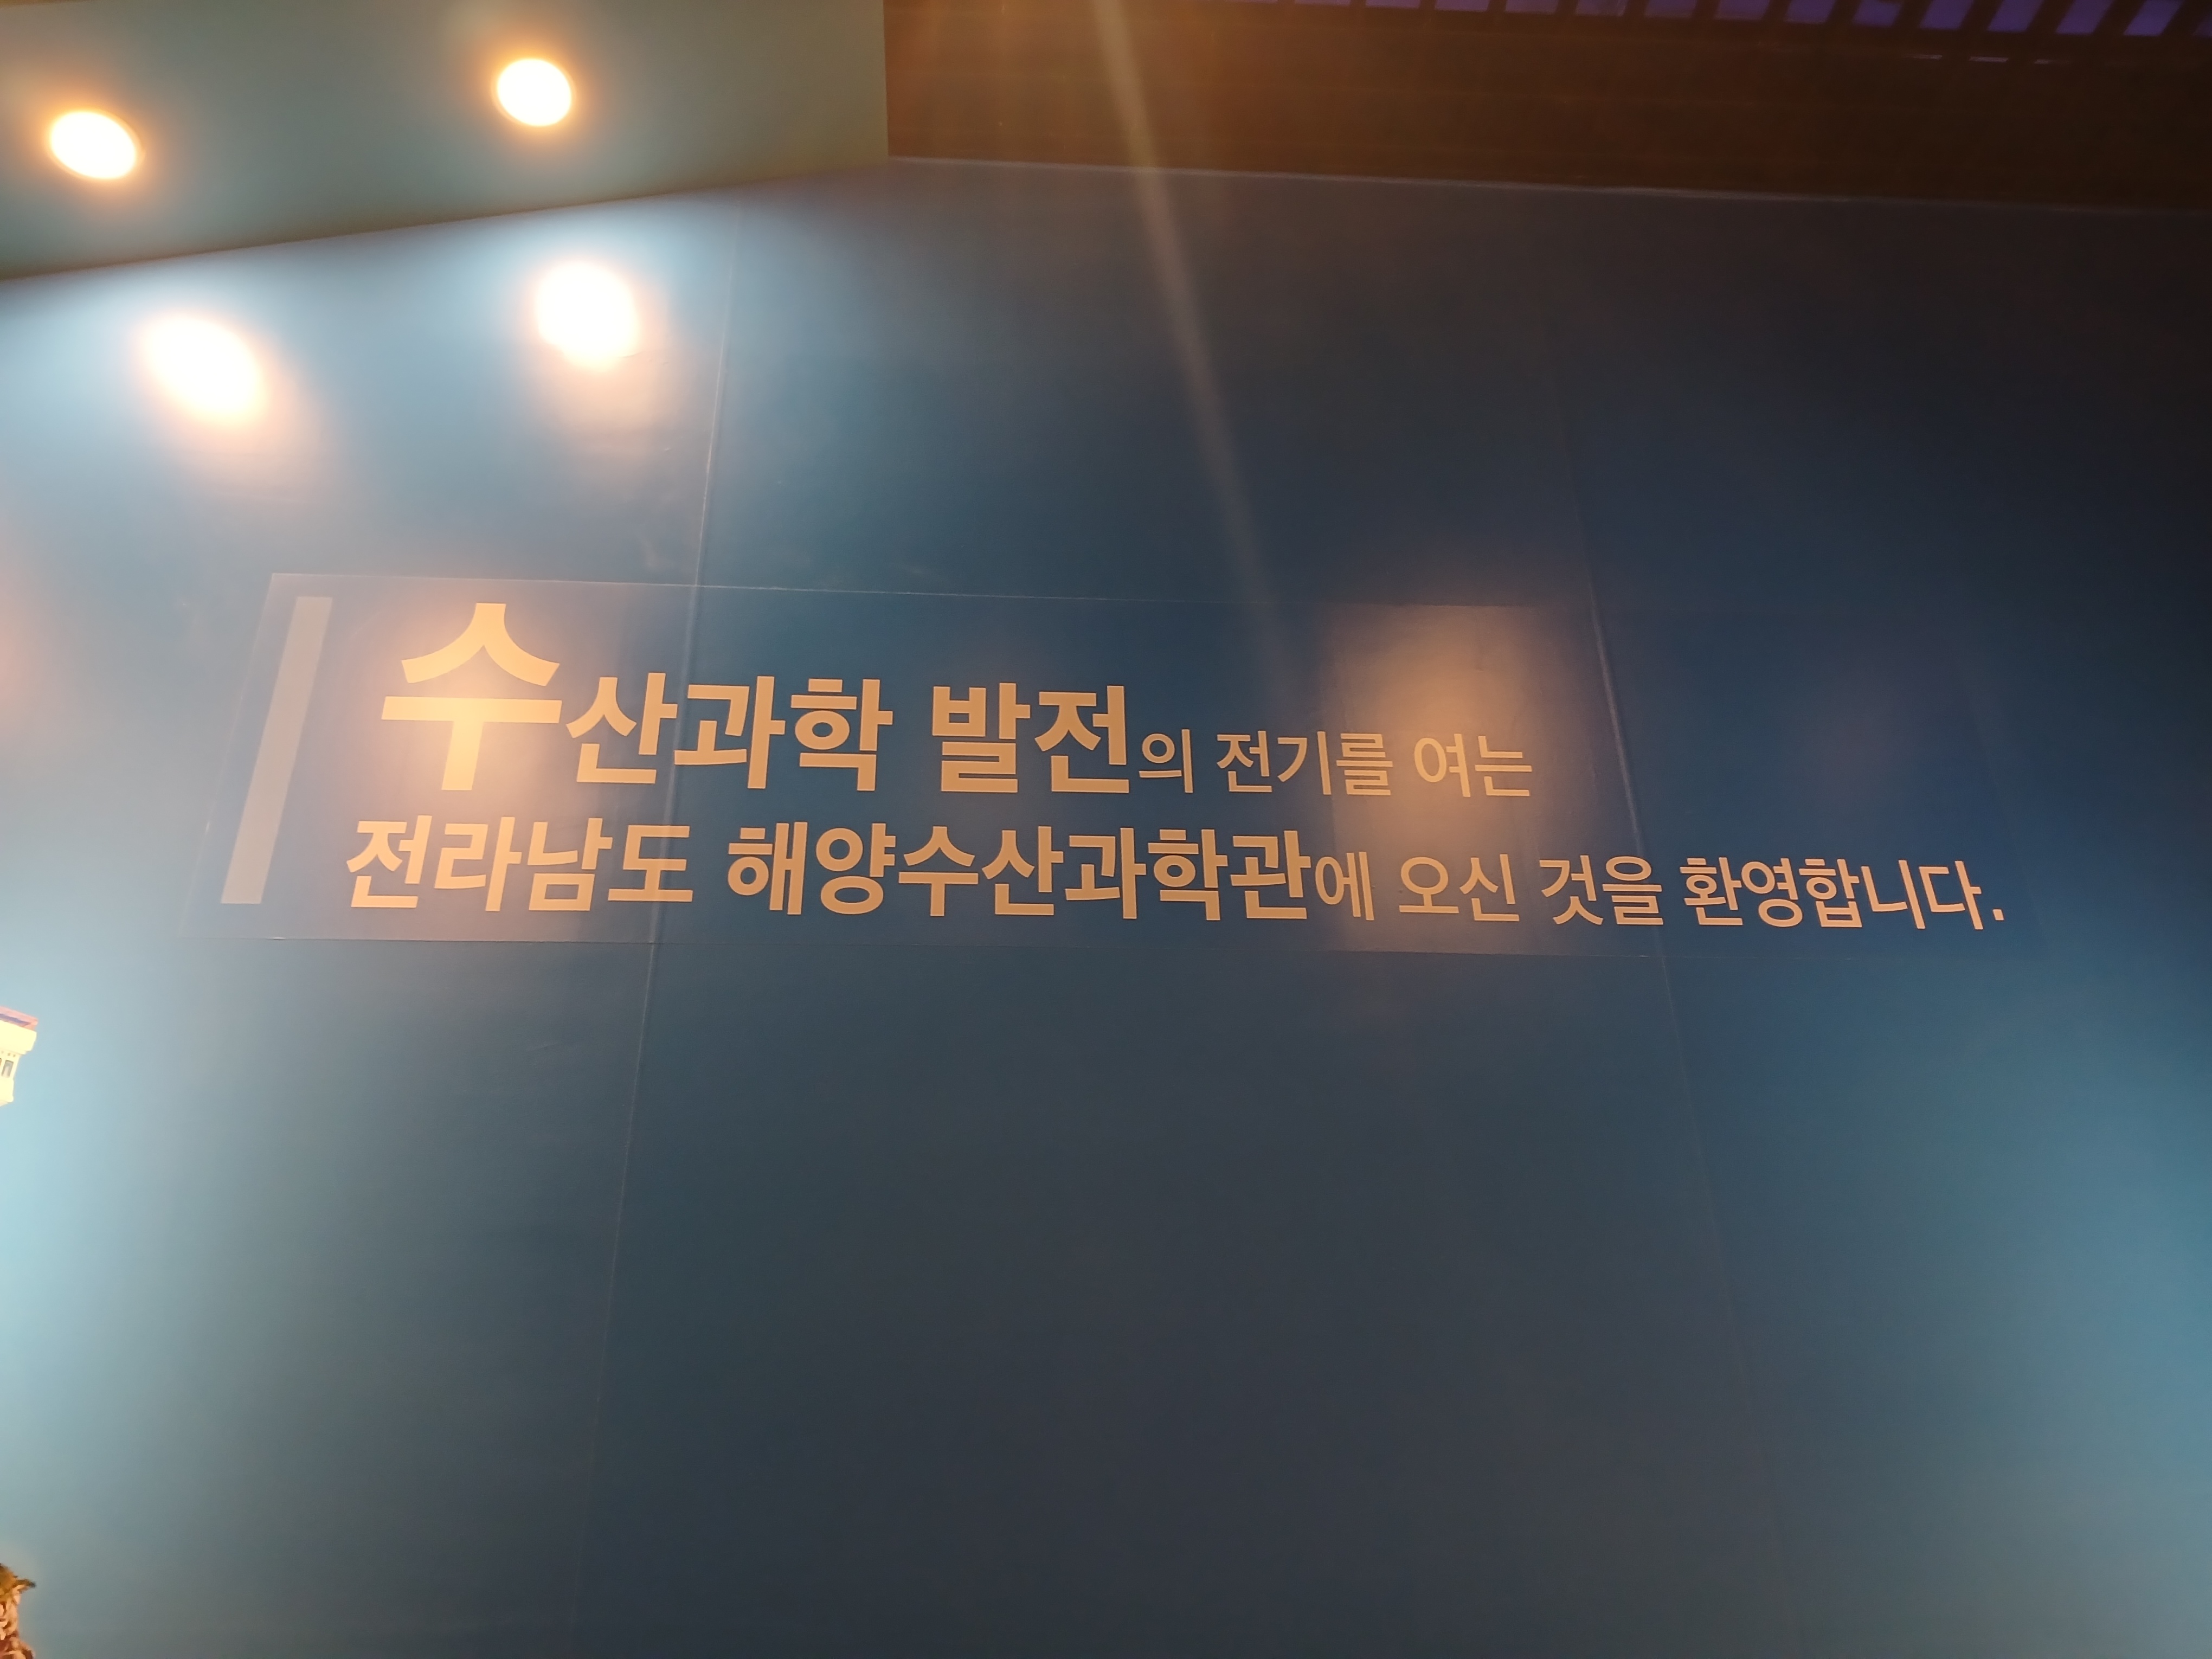 수산과학 발전의 전기를 여는
전라남도 해양수산과학관에 오신 것을 환영합니다.